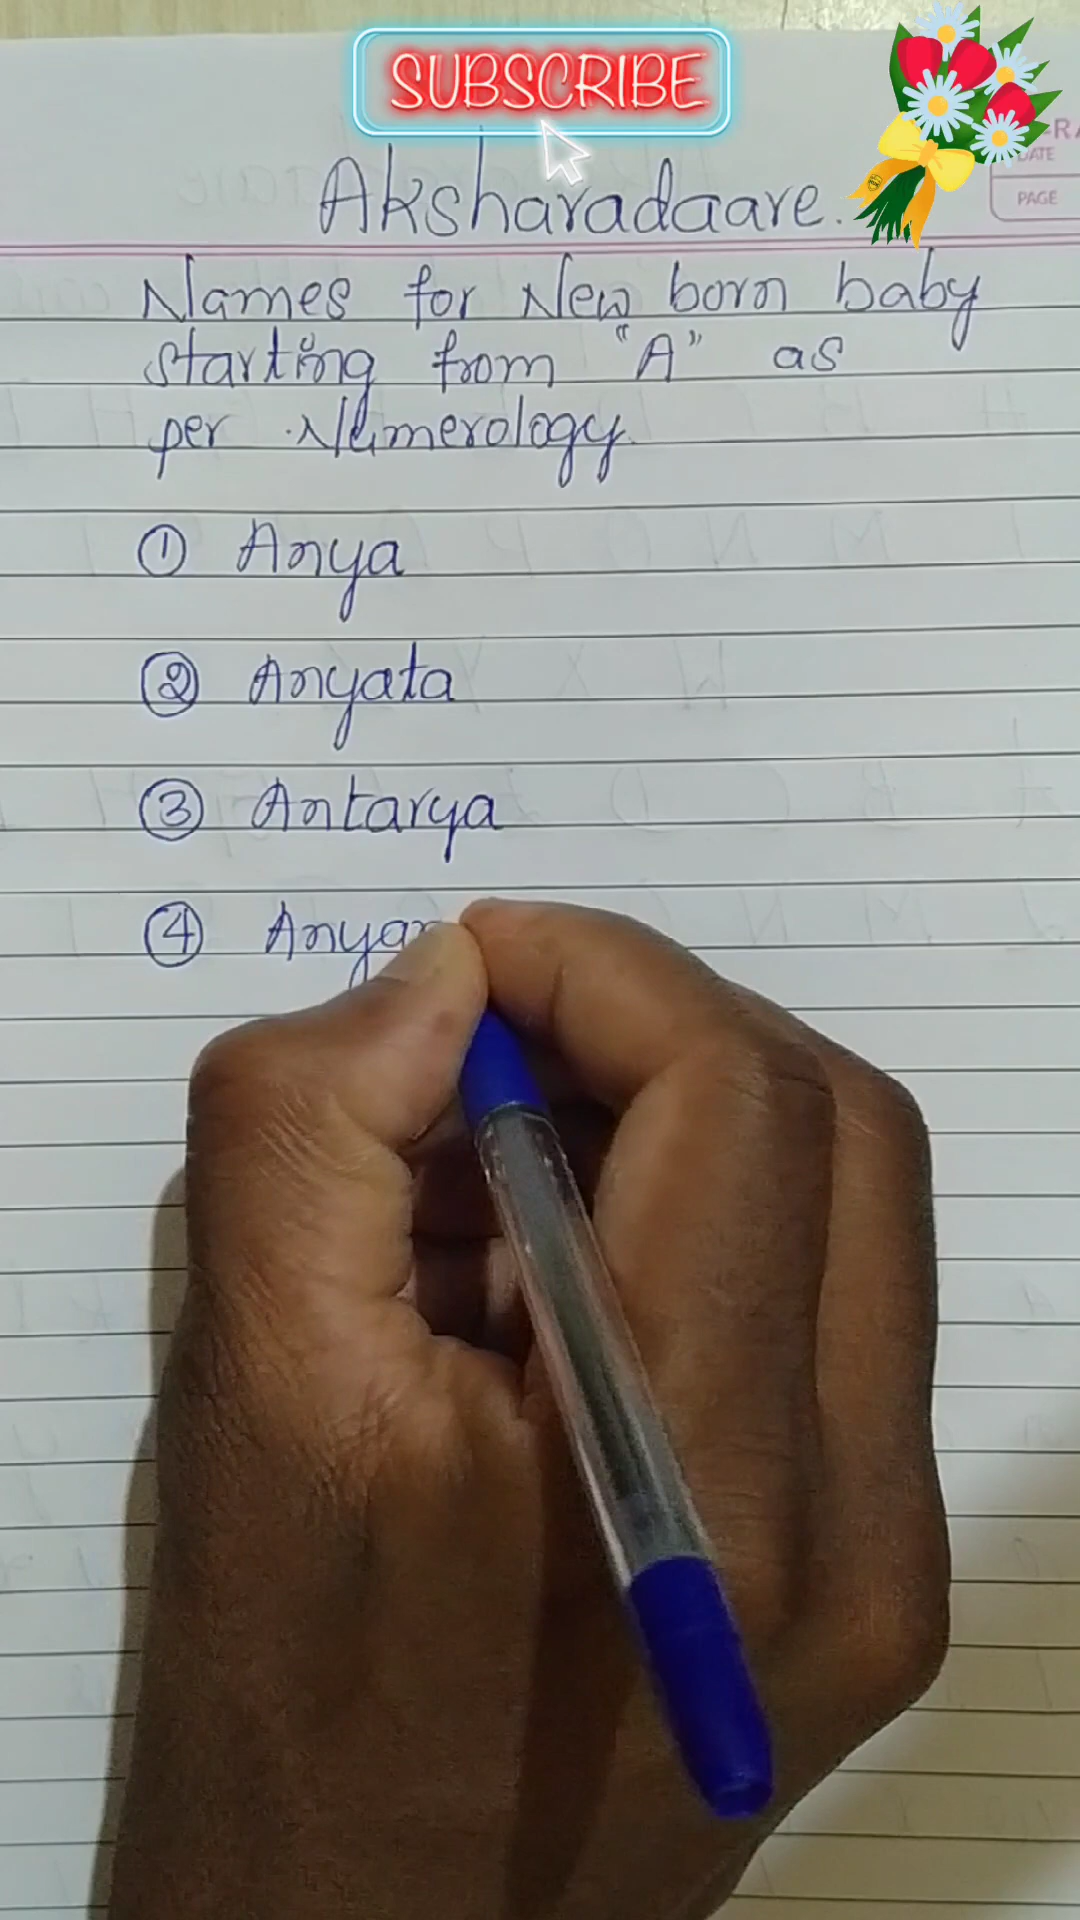 SUBSCRIBE
DATE
PAGE
Aksharadaare.
Names for New born baby
starting from "A" as
per Numerology.
① Anya
② Anyata
③ Antarya
④